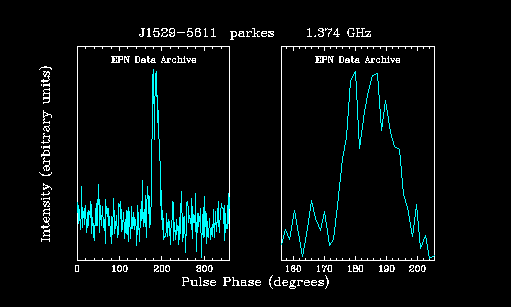 J1529-5611 parkes 1.374 GHz
EPN Data Archive EPN Data Archive
Intensity (arbitrary units)
0 100 200 300 160 170 180 190 200
Pulse Phase (degrees)